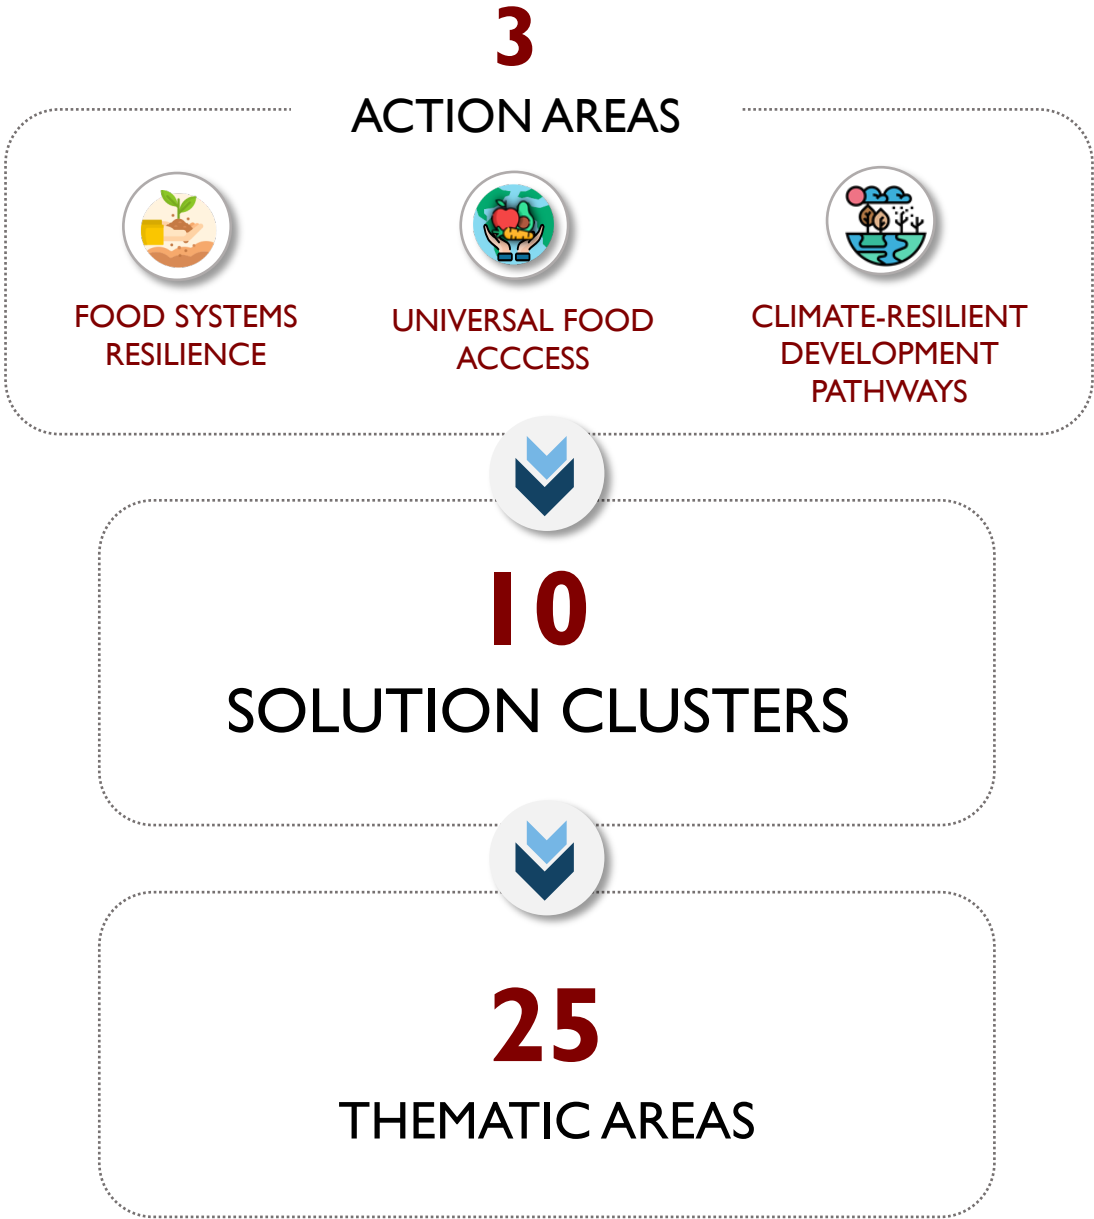 3
ACTION AREAS
FOOD SYSTEMS
RESILIENCE
UNIVERSAL FOOD
ACCCESS
CLIMATE-RESILIENT
DEVELOPMENT
PATHWAYS
10
SOLUTION CLUSTERS
25
THEMATIC AREAS